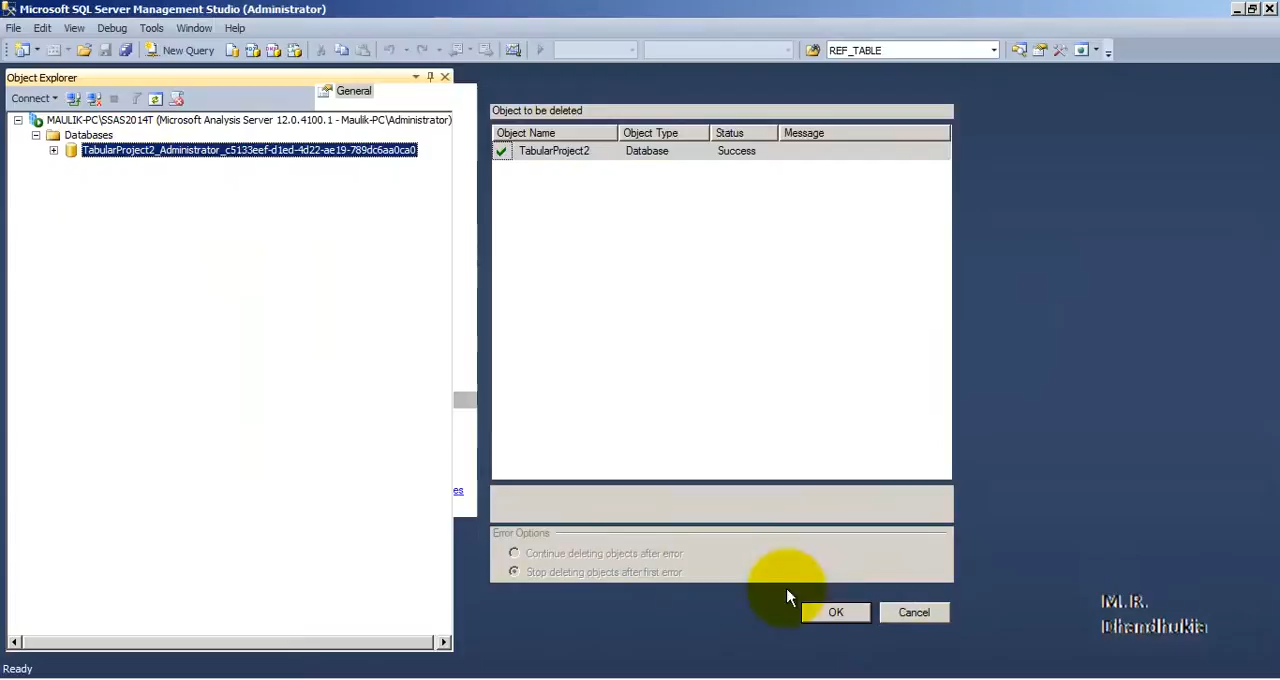 Microsoft SQL Server Management Studio (Administrator)
File Edit View Debug Tools Window Help
New Query REF_TABLE
Object Explorer
Connect
General
MAULIK-PC\SSAS2014T (Microsoft Analysis Server 12.0.4100.1 - Maulik-PC\Administrator)
Databases
TabularProject2_Administrator_c5133eef-d1ed-4d22-ae19-789dc6aa0ca0
Object to be deleted
Object Name Object Type Status Message
TabularProject2 Database Success
es
Error Options
Continue deleting objects after error
Stop deleting objects after first error
OK Cancel
M.R.
Dhandhukia
Ready